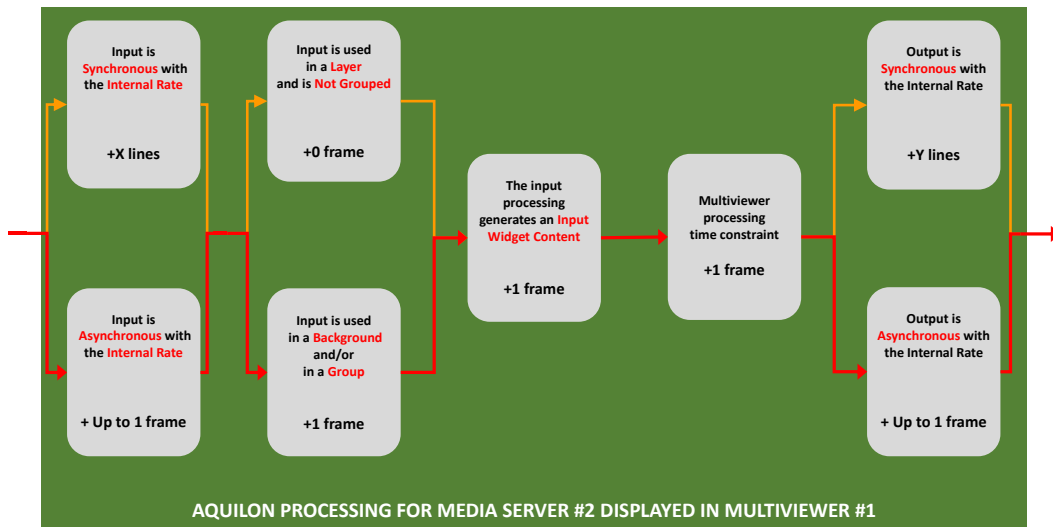 Input is
Synchronous with
the Internal Rate
+X lines
Input is
Asynchronous with
the Internal Rate
+ Up to 1 frame
Input is used
in a Layer
and is Not Grouped
+0 frame
Input is used
in a Background
and/or
in a Group
+1 frame
The input
processing
generates an Input
Widget Content
+1 frame
Multiviewer
processing
time constraint
+1 frame
Output is
Synchronous with
the Internal Rate
+Y lines
Output is
Asynchronous with
the Internal Rate
+ Up to 1 frame
AQUILON PROCESSING FOR MEDIA SERVER #2 DISPLAYED IN MULTIVIEWER #1